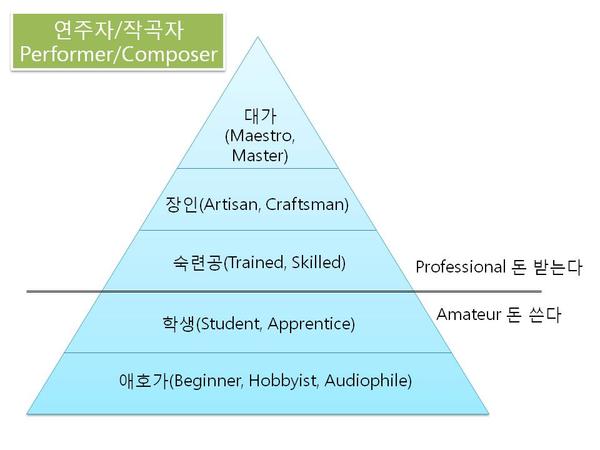 연주자/작곡자
Performer/Composer
대가
(Maestro,
Master)
장인(Artisan, Craftsman)
숙련공(Trained, Skilled)
Professional 돈 받는다
Amateur 돈 쓴다
학생(Student, Apprentice)
애호가(Beginner, Hobbyist, Audiophile)